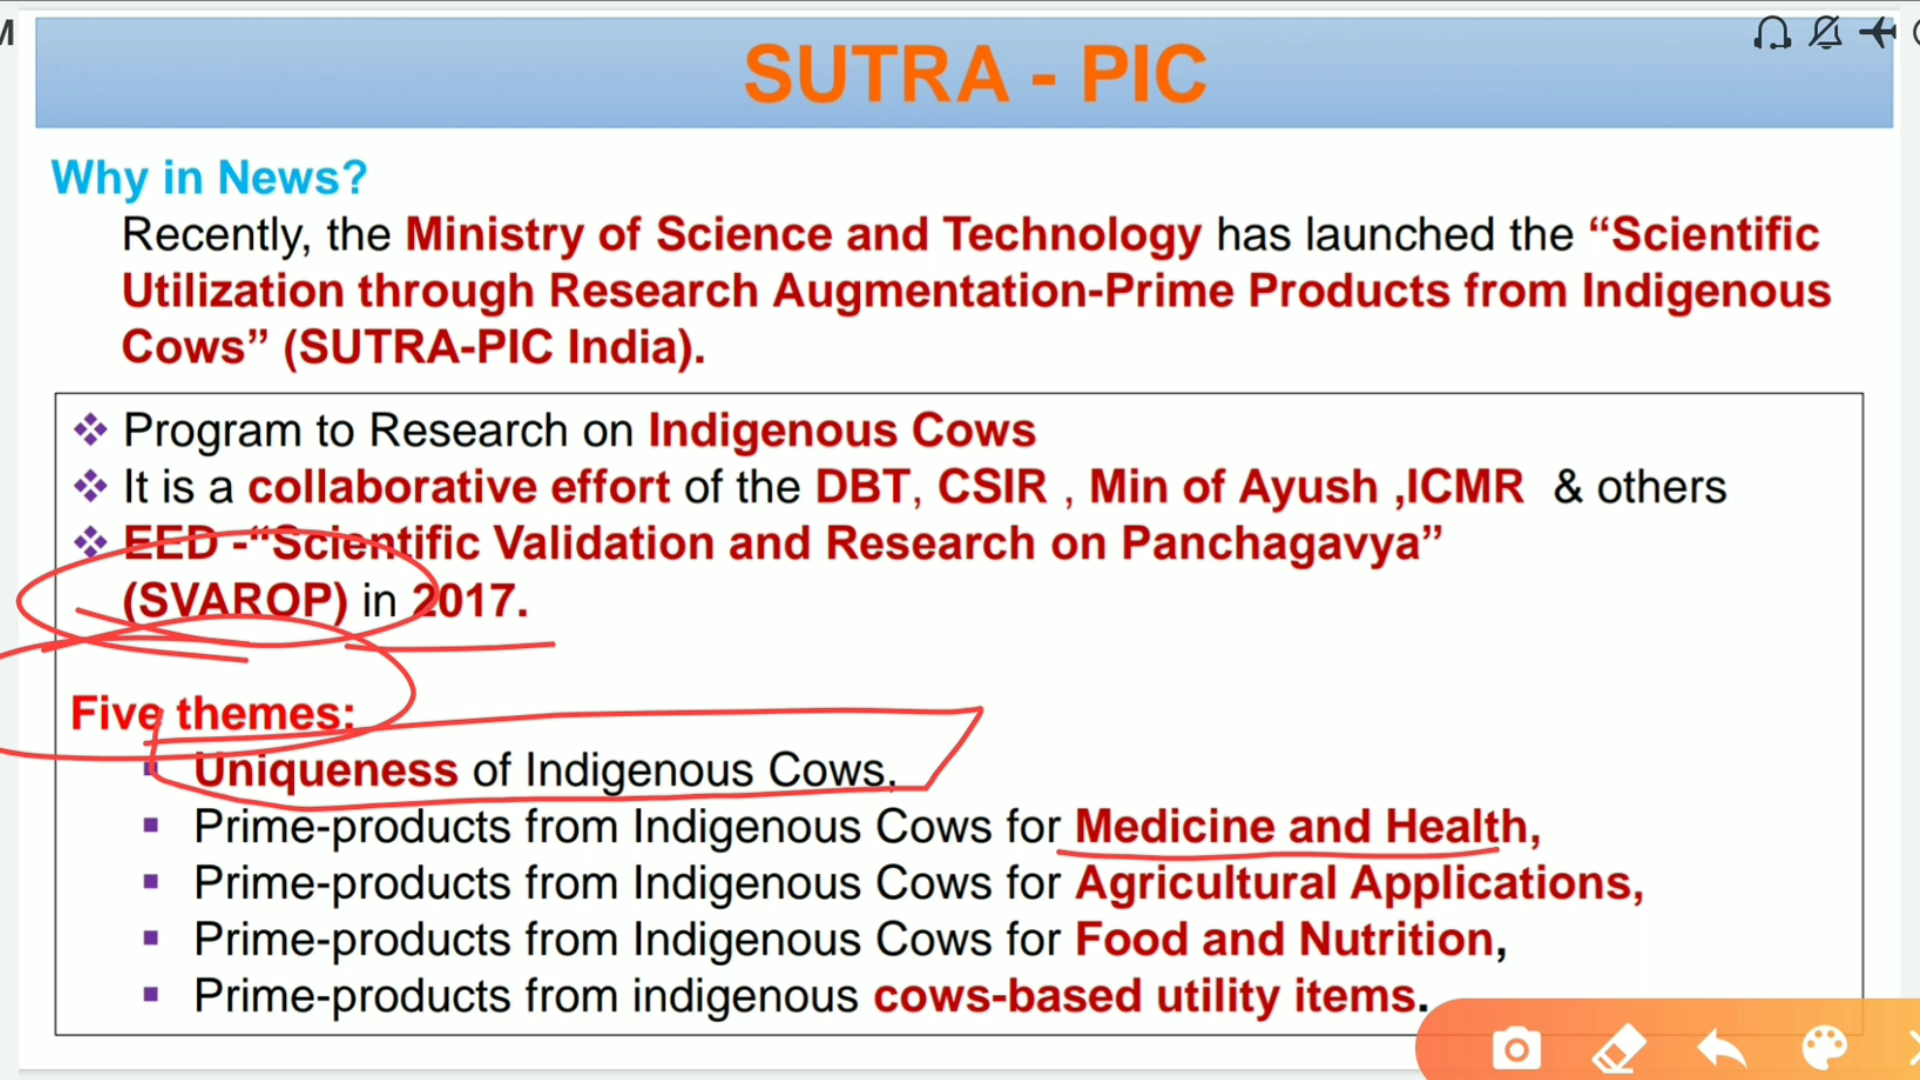 M
SUTRA - PIC
Why in News?
Recently, the Ministry of Science and Technology has launched the “Scientific
Utilization through Research Augmentation-Prime Products from Indigenous
Cows” (SUTRA-PIC India).
❖ Program to Research on Indigenous Cows
❖ It is a collaborative effort of the DBT, CSIR , Min of Ayush ,ICMR & others
❖ EED -“Scientific Validation and Research on Panchagavya”
(SVAROP) in 2017.
Five themes:
▪ Uniqueness of Indigenous Cows,
▪ Prime-products from Indigenous Cows for Medicine and Health,
▪ Prime-products from Indigenous Cows for Agricultural Applications,
▪ Prime-products from Indigenous Cows for Food and Nutrition,
▪ Prime-products from indigenous cows-based utility items.